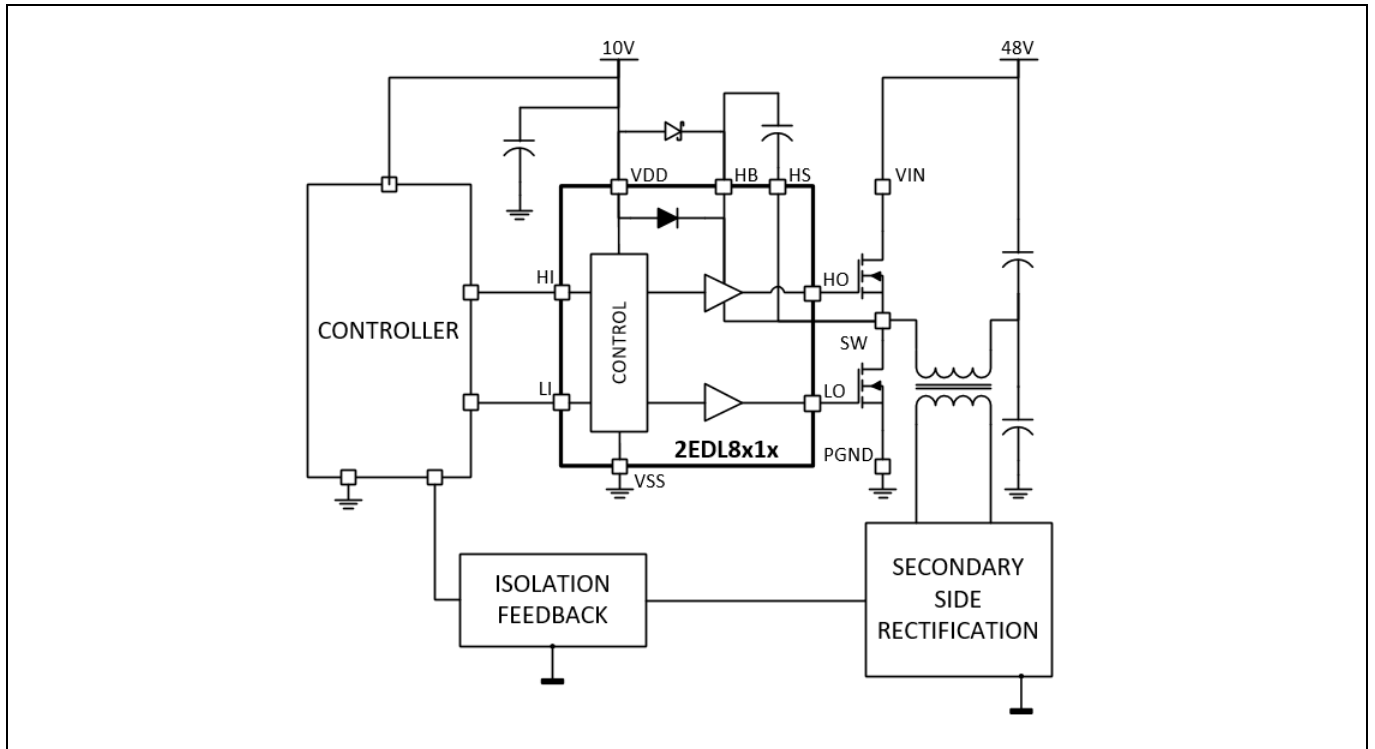 10V
48V
VDD
HB
HS
VIN
HI
HO
CONTROLLER
CONTROL
SW
LI
LO
2EDL8x1x
PGND
VSS
ISOLATION
FEEDBACK
SECONDARY
SIDE
RECTIFICATION